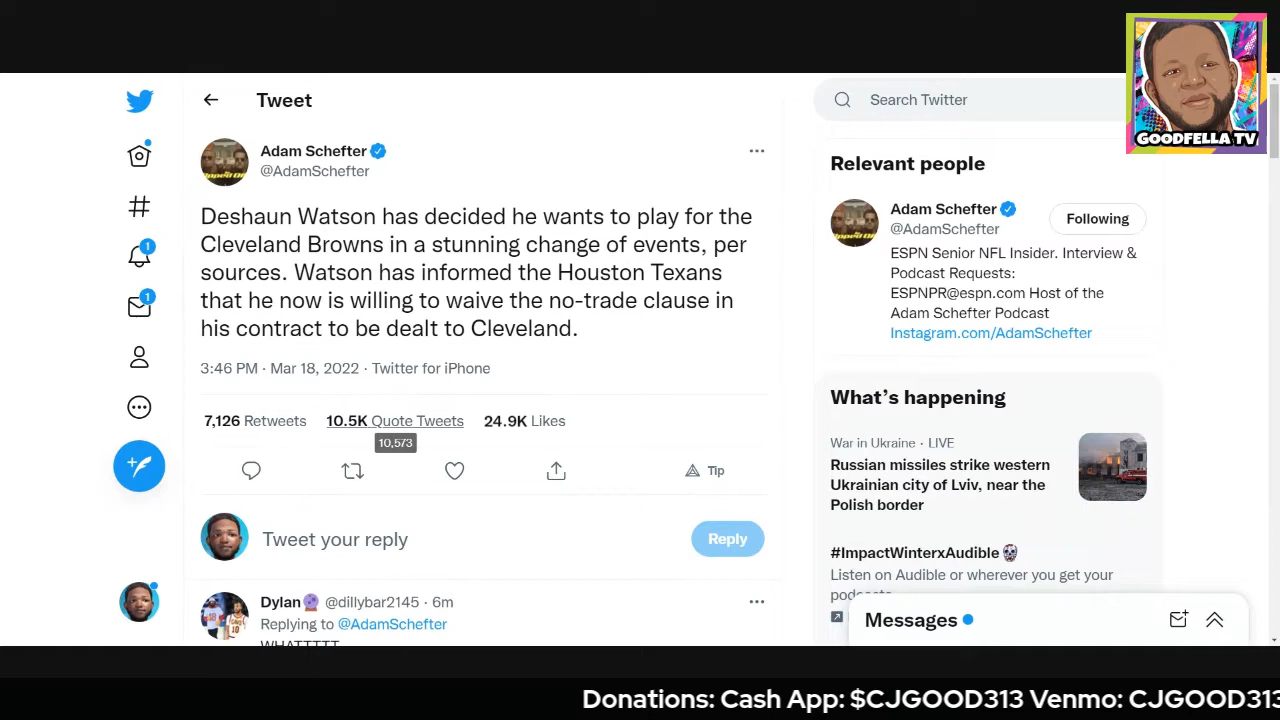 GOODFELLA TV
Tweet
Search Twitter
Adam Schefter
@AdamSchefter
Deshaun Watson has decided he wants to play for the
Cleveland Browns in a stunning change of events, per
sources. Watson has informed the Houston Texans
that he now is willing to waive the no-trade clause in
his contract to be dealt to Cleveland.
3:46 PM · Mar 18, 2022 · Twitter for iPhone
7,126 Retweets 10.5K Quote Tweets 24.9K Likes
10,573
Tip
Tweet your reply
Reply
Dylan @dillybar2145 · 6m
Replying to @AdamSchefter
WHATTTTT
1
1
Relevant people
Adam Schefter
@AdamSchefter
Following
ESPN Senior NFL Insider. Interview &
Podcast Requests:
ESPNPR@espn.com Host of the
Adam Schefter Podcast
Instagram.com/AdamSchefter
What's happening
War in Ukraine · LIVE
Russian missiles strike western
Ukrainian city of Lviv, near the
Polish border
#ImpactWinterxAudible
Listen on Audible or wherever you get your
podcasts.
Messages
Donations: Cash App: $CJGOOD313 Venmo: CJGOOD313